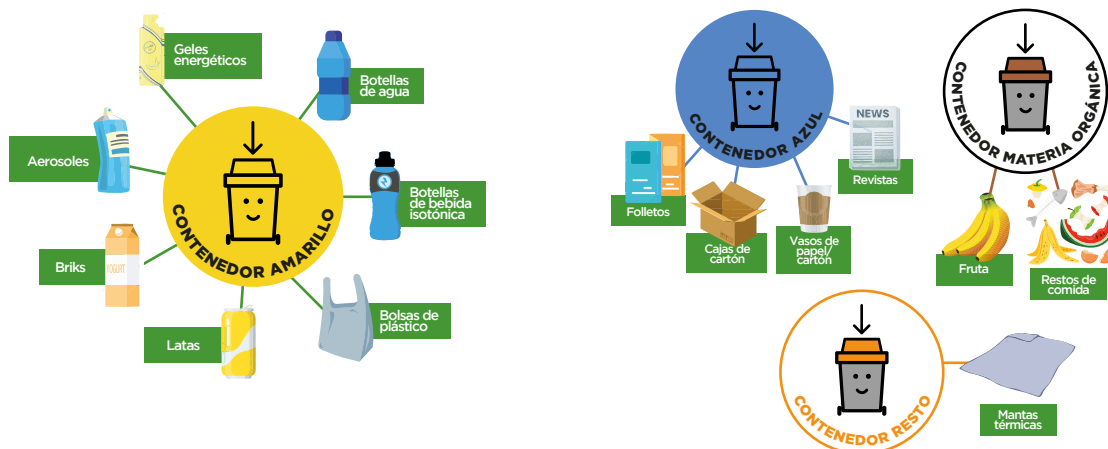 Geles
energéticos
Botellas
de agua
Aerosoles
Botellas
de bebida
isotónica
Briks
YOGURT
Latas
Bolsas de
plástico
CONTENEDOR AMARILLO
CONTENEDOR AZUL
NEWS
Folletos
Cajas de
cartón
Vasos de
papel/
cartón
Revistas
CONTENEDOR MATERIA ORGÁNICA
Fruta
Restos de
comida
CONTENEDOR RESTO
Mantas
térmicas